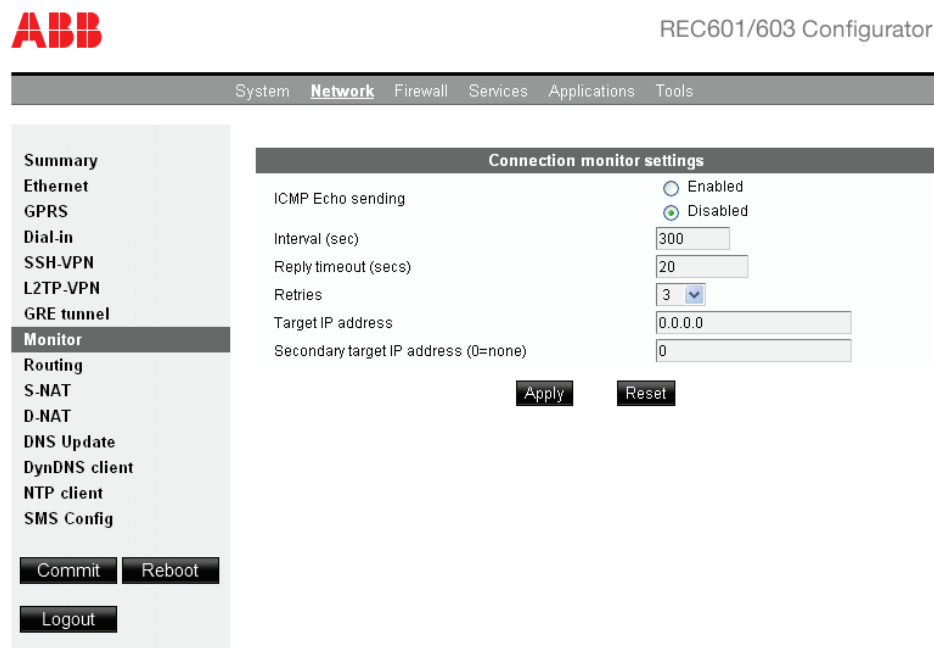 ABB
REC601/603 Configurator
System Network Firewall Services Applications Tools
Summary
Ethernet
GPRS
Dial-in
SSH-VPN
L2TP-VPN
GRE tunnel
Monitor
Routing
S-NAT
D-NAT
DNS Update
DynDNS client
NTP client
SMS Config
Commit Reboot
Logout
Connection monitor settings
ICMP Echo sending
Enabled
Disabled
Interval (sec) 300
Reply timeout (secs) 20
Retries 3
Target IP address 0.0.0.0
Secondary target IP address (0=none) 0
Apply Reset